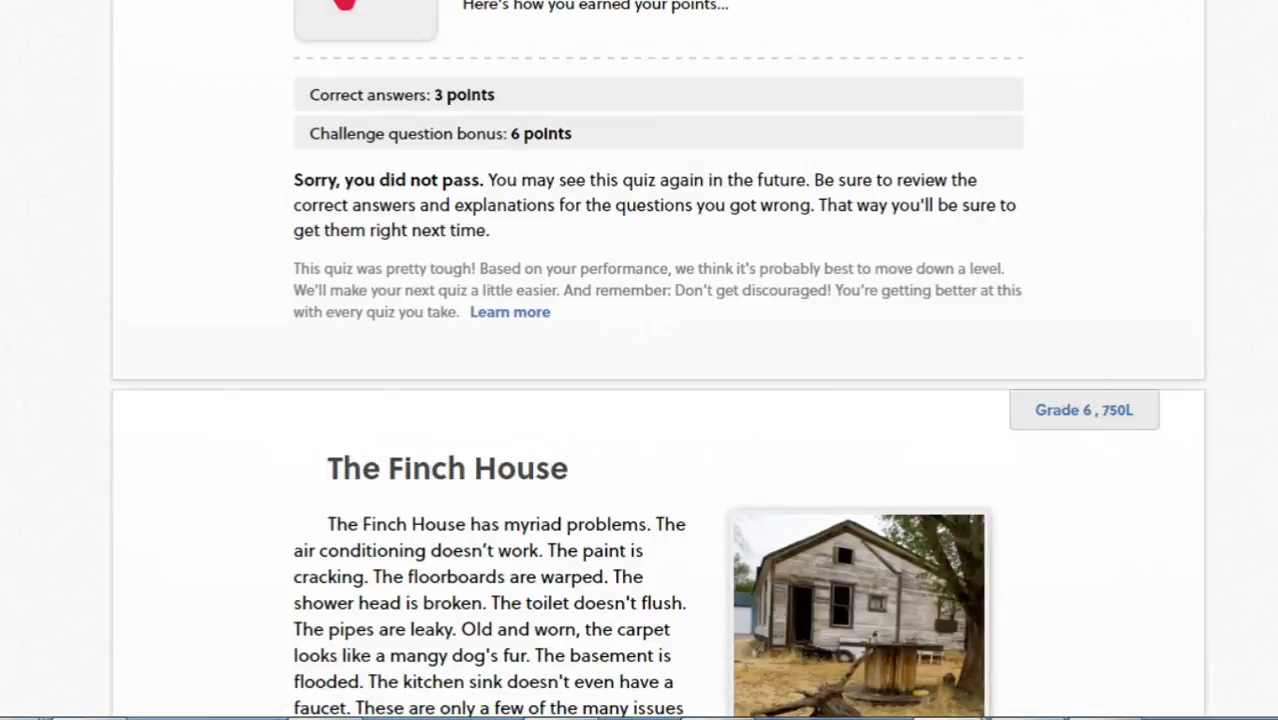 Here's how you earned your points...
Correct answers: 3 points
Challenge question bonus: 6 points
Sorry, you did not pass. You may see this quiz again in the future. Be sure to review the
correct answers and explanations for the questions you got wrong. That way you'll be sure to
get them right next time.
This quiz was pretty tough! Based on your performance, we think it's probably best to move down a level.
We'll make your next quiz a little easier. And remember: Don't get discouraged! You're getting better at this
with every quiz you take. Learn more
Grade 6 , 750L
The Finch House
The Finch House has myriad problems. The
air conditioning doesn’t work. The paint is
cracking. The floorboards are warped. The
shower head is broken. The toilet doesn't flush.
The pipes are leaky. Old and worn, the carpet
looks like a mangy dog's fur. The basement is
flooded. The kitchen sink doesn't even have a
faucet. These are only a few of the many issues